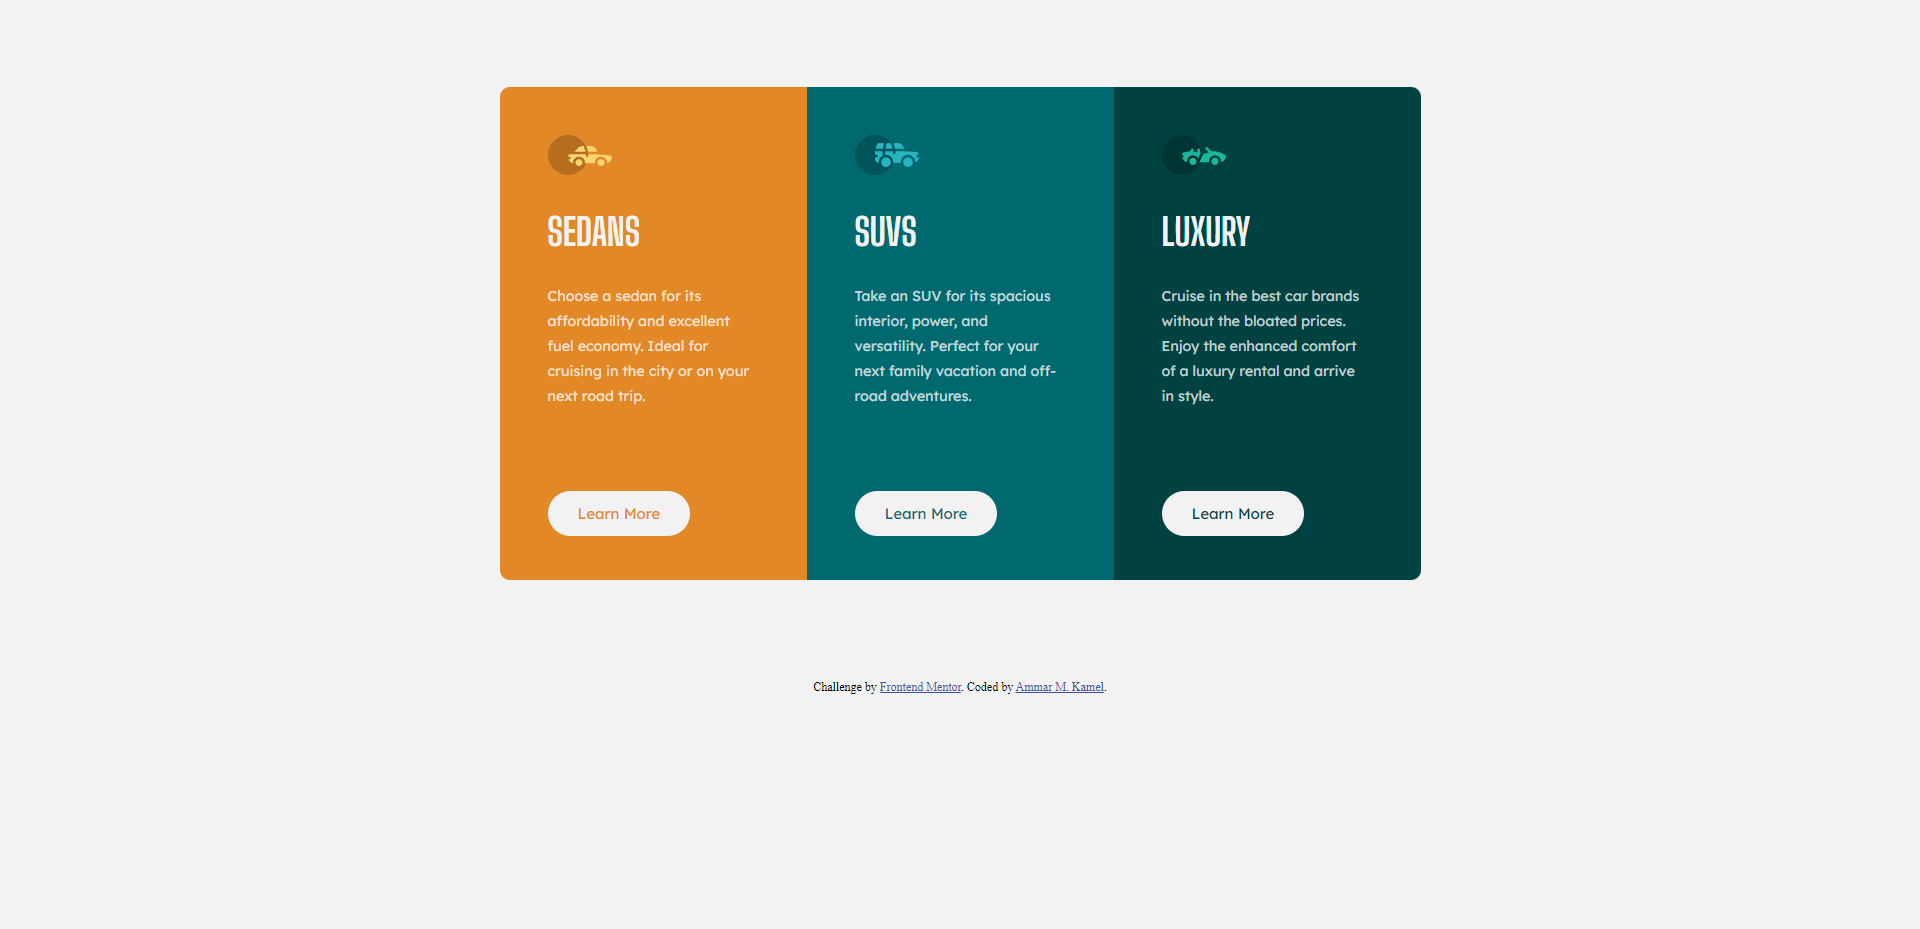 SEDANS
Choose a sedan for its
affordability and excellent
fuel economy. Ideal for
cruising in the city or on your
next road trip.
Learn More
SUVS
Take an SUV for its spacious
interior, power, and
versatility. Perfect for your
next family vacation and off-
road adventures.
Learn More
LUXURY
Cruise in the best car brands
without the bloated prices.
Enjoy the enhanced comfort
of a luxury rental and arrive
in style.
Learn More
Challenge by Frontend Mentor. Coded by Ammar M. Kamel.